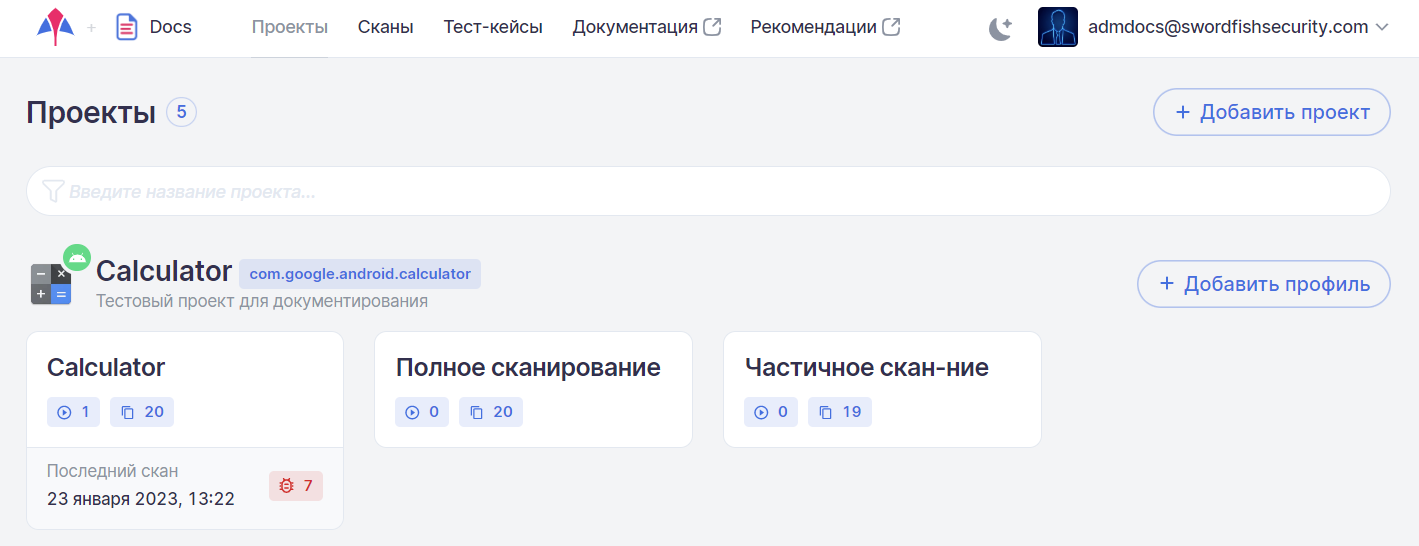 + Docs Проекты Сканы Тест-кейсы Документация Рекомендации admdocs@swordfishsecurity.com
Проекты 5 + Добавить проект
Введите название проекта...
Calculator com.google.android.calculator + Добавить профиль
Тестовый проект для документирования
Calculator Полное сканирование Частичное скан-ние
1 20 0 20 0 19
Последний скан
23 января 2023, 13:22 7